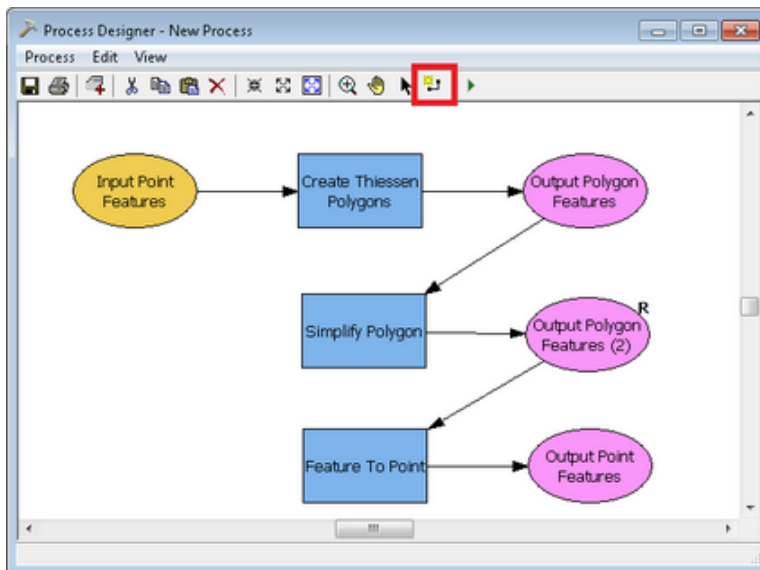 Process Designer - New Process
Process Edit View
Input Point
Features
Create Thiessen
Polygons
Output Polygon
Features
Simplify Polygon
R
Output Polygon
Features (2)
Feature To Point
Output Point
Features